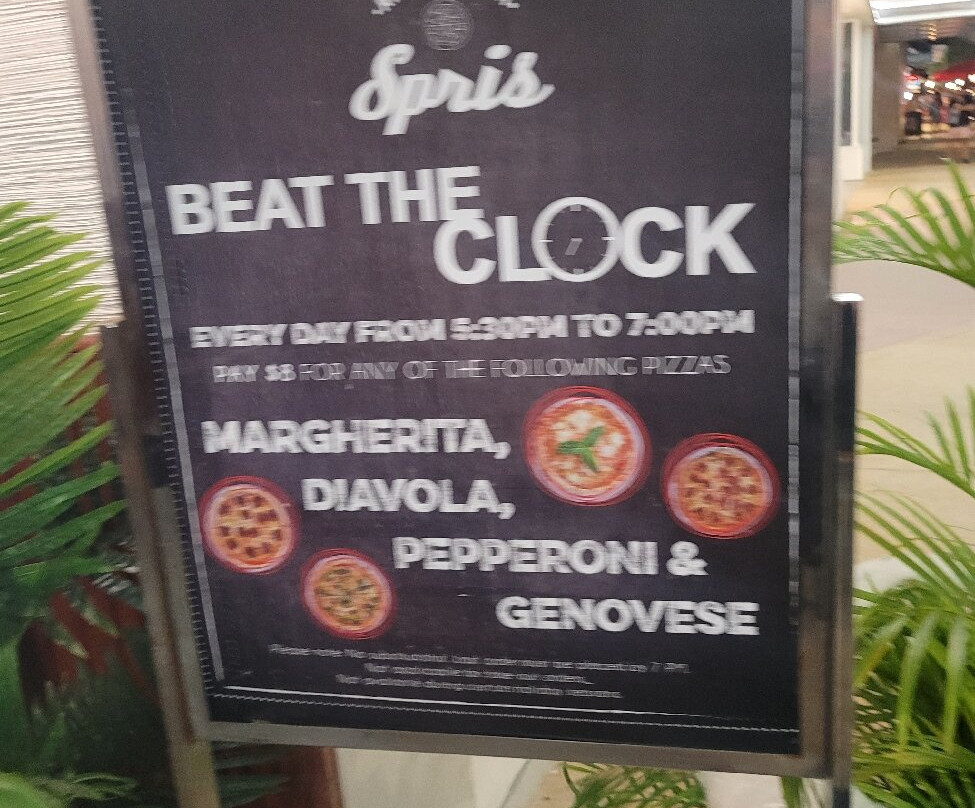 Spris
BEAT THE
CLOCK
EVERY DAY FROM 5:30PM TO 7:00PM
PAY $8 FOR ANY OF THE FOLLOWING PIZZAS
MARGHERITA,
DIAVOLA,
PEPPERONI &
GENOVESE